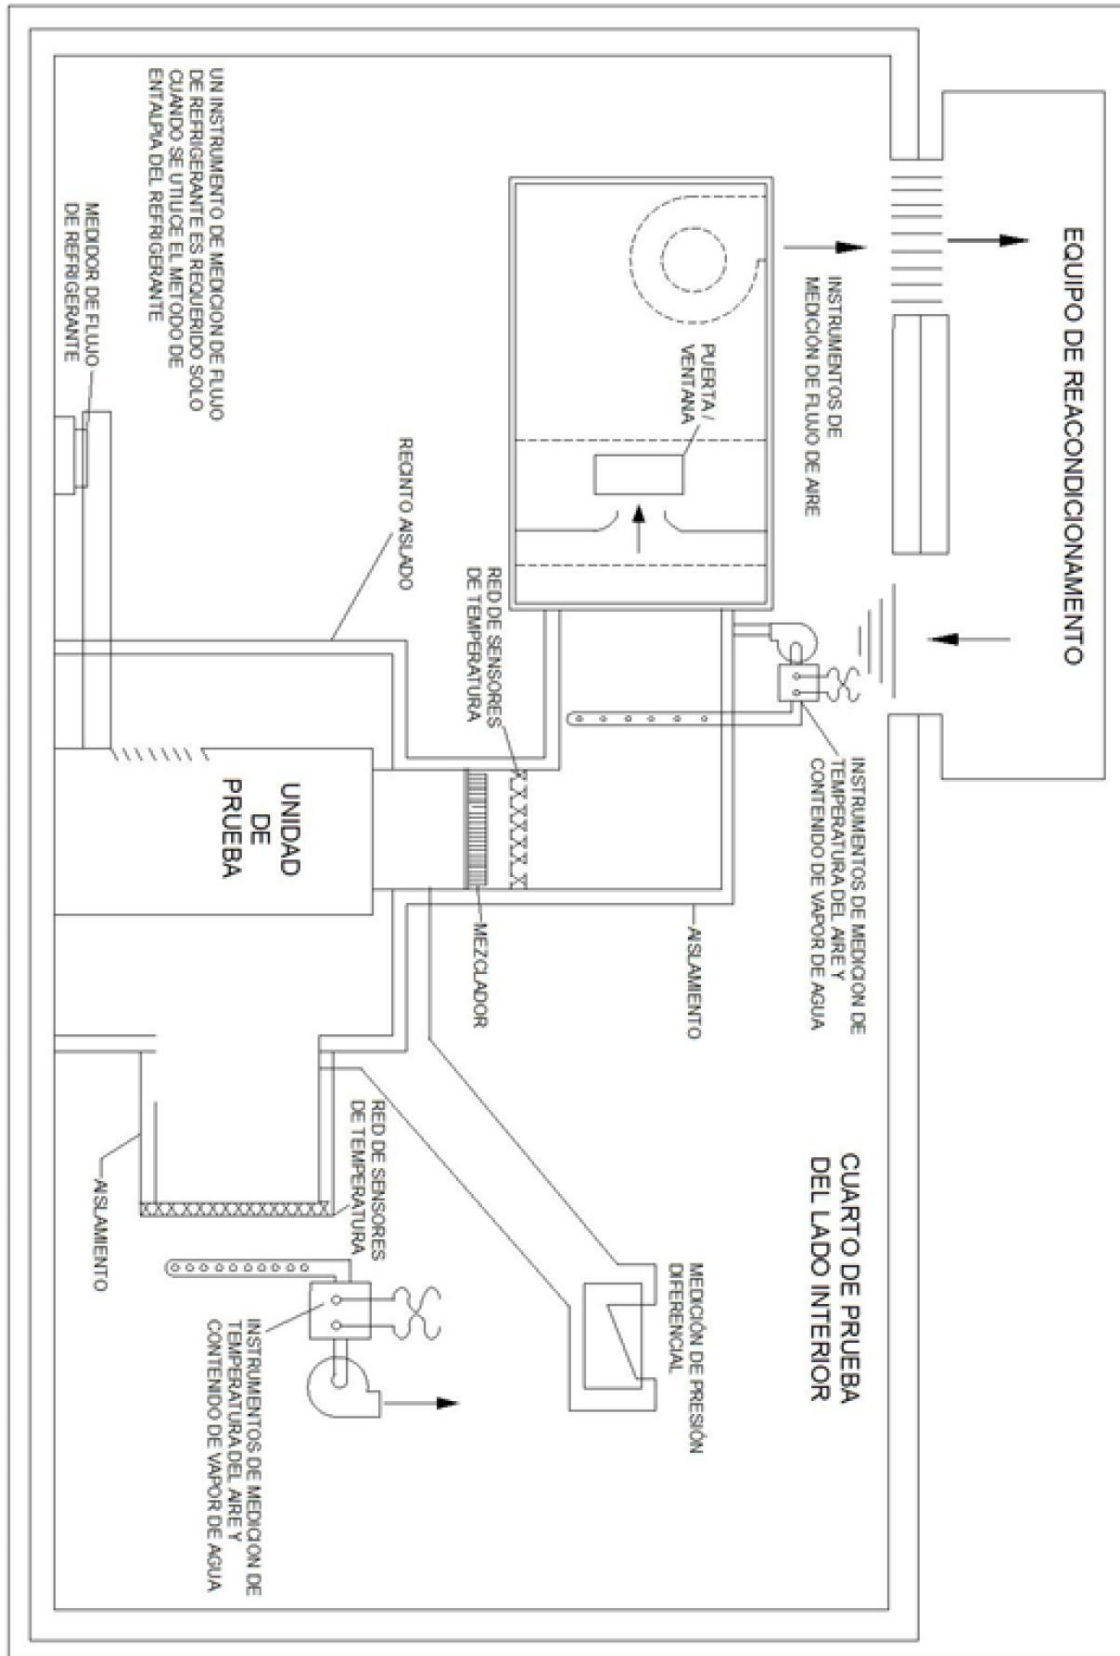 EQUIPO DE REACONDICIONAMENTO
INSTRUMENTOS DE
MEDICIÓN DE FLUJO DE AIRE
PUERTA /
VENTANA
INSTRUMENTOS DE MEDICION DE
TEMPERATURA DEL AIRE Y
CONTENIDO DE VAPOR DE AGUA
CUARTO DE PRUEBA
DEL LADO INTERIOR
AISLAMIENTO
MEDICIÓN DE PRESIÓN
DIFERENCIAL
RED DE SENSORES
DE TEMPERATURA
MEZCLADOR
RECINTO AISLADO
RED DE SENSORES
DE TEMPERATURA
UN INSTRUMENTO DE MEDICION DE FLUJO
DE REFRIGERANTE ES REQUERIDO SOLO
CUANDO SE UTILICE EL METODO DE
ENTALPIA DEL REFRIGERANTE
UNIDAD
DE
PRUEBA
INSTRUMENTOS DE MEDICION DE
TEMPERATURA DEL AIRE Y
CONTENIDO DE VAPOR DE AGUA
MEDIDOR DE FLUJO
DE REFRIGERANTE
AISLAMIENTO